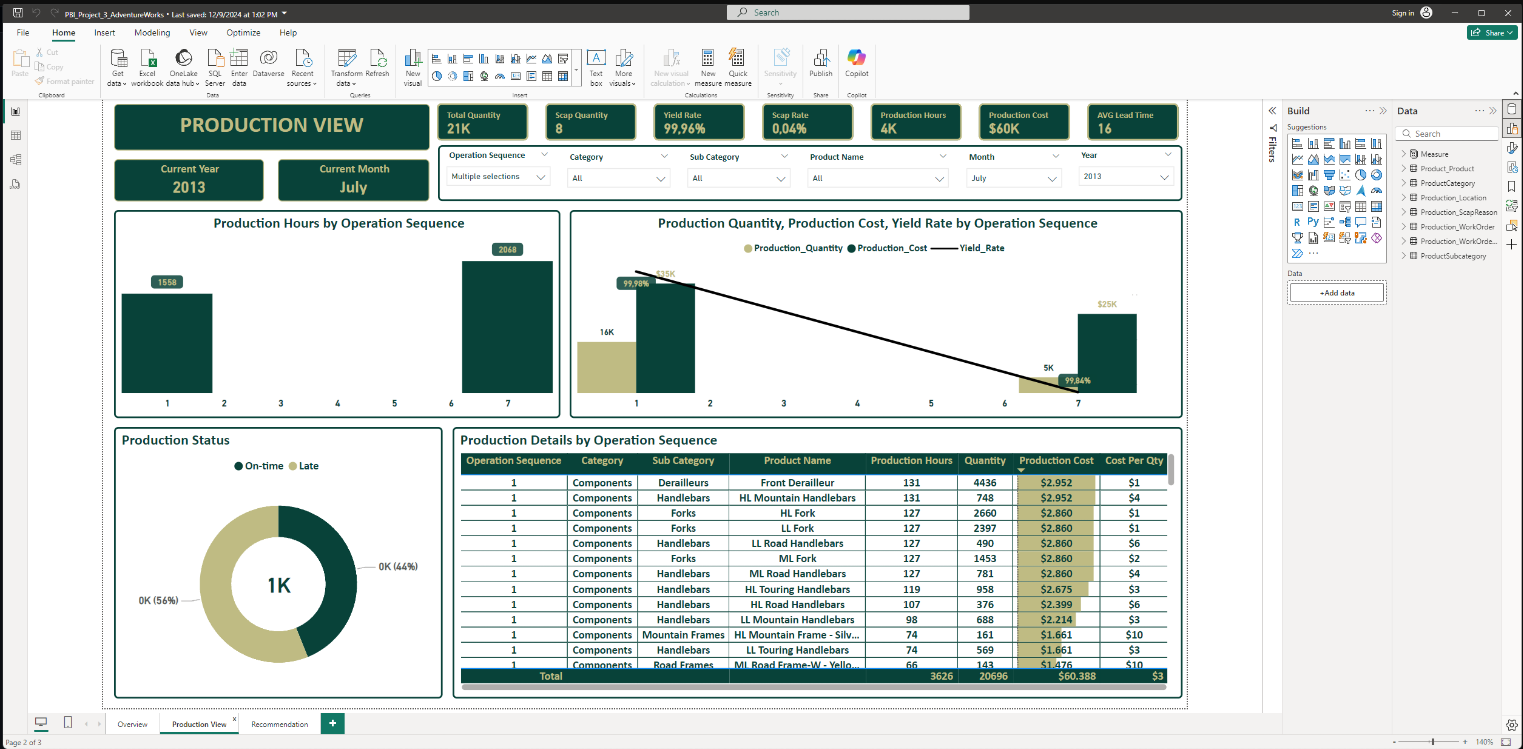 PBI_Project_3_AdventureWorks • Last saved: 12/9/2024 at 1:02 PM
Search
Sign in
File Home Insert Modeling View Optimize Help
Share
Paste
Cut
Copy
Format painter
Clipboard
Get data
Excel workbook
OneLake data hub
SQL Server
Enter data
Dataverse
Recent sources
Data
Transform data
Refresh
Queries
New visual
Text box
More visuals
Insert
New visual calculation
New measure
Quick measure
Calculations
Sensitivity
Sensitivity
Publish
Share
Copilot
Copilot
PRODUCTION VIEW
Current Year
2013
Current Month
July
Total Quantity
21K
Scap Quantity
8
Yield Rate
99,96%
Scap Rate
0,04%
Production Hours
4K
Production Cost
$60K
AVG Lead Time
16
Operation Sequence
Multiple selections
Category
All
Sub Category
All
Product Name
All
Month
July
Year
2013
Production Hours by Operation Sequence
1558
2068
1 2 3 4 5 6 7
Production Quantity, Production Cost, Yield Rate by Operation Sequence
Production_Quantity Production_Cost Yield_Rate
99,98%
$35K
16K
$25K
5K
99,84%
1 2 3 4 5 6 7
Production Status
On-time Late
0K (44%)
0K (56%)
1K
Production Details by Operation Sequence
Operation Sequence Category Sub Category Product Name Production Hours Quantity Production Cost Cost Per Qty
1 Components Derailleurs Front Derailleur 131 4436 $2.952 $1
1 Components Handlebars HL Mountain Handlebars 131 748 $2.952 $4
1 Components Forks HL Fork 127 2660 $2.860 $1
1 Components Forks LL Fork 127 2397 $2.860 $1
1 Components Handlebars LL Road Handlebars 127 490 $2.860 $6
1 Components Forks ML Fork 127 1453 $2.860 $2
1 Components Handlebars ML Road Handlebars 127 781 $2.860 $4
1 Components Handlebars HL Touring Handlebars 119 958 $2.675 $3
1 Components Handlebars HL Road Handlebars 107 376 $2.399 $6
1 Components Handlebars LL Mountain Handlebars 98 688 $2.214 $3
1 Components Mountain Frames HL Mountain Frame - Silv... 74 161 $1.661 $10
1 Components Handlebars LL Touring Handlebars 74 569 $1.661 $3
1 Components Road Frames ML Road Frame-W - Yello... 66 143 $1.476 $10
Total 3626 20696 $60.388 $3
Filters
Build
Suggestions
R Py
Data
+Add data
Data
Search
Measure
Product_Product
ProductCategory
Production_Location
Production_ScapReason
Production_WorkOrder
Production_WorkOrde...
ProductSubcategory
Overview
Production View
Recommendation
Page 2 of 3
140%